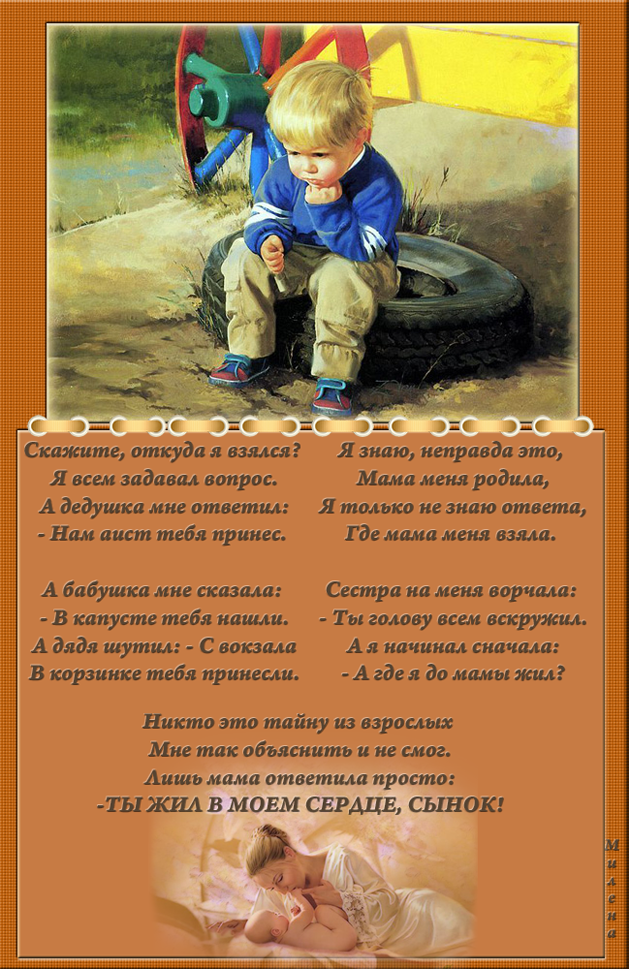 Скажите, откуда я взялся?
Я всем задавал вопрос.
А дедушка мне ответил:
- Нам аист тебя принес.
А бабушка мне сказала:
- В капусте тебя нашли.
А дядя шутил: - С вокзала
В корзинке тебя принесли.
Я знаю, неправда это,
Мама меня родила,
Я только не знаю ответа,
Где мама меня взяла.
Сестра на меня ворчала:
- Ты голову всем вскружил.
А я начинал сначала:
- А где я до мамы жил?
Никто это тайну из взрослых
Мне так объяснить и не смог.
Лишь мама ответила просто:
-ТЫ ЖИЛ В МОЕМ СЕРДЦЕ, СЫНОК!
Милена